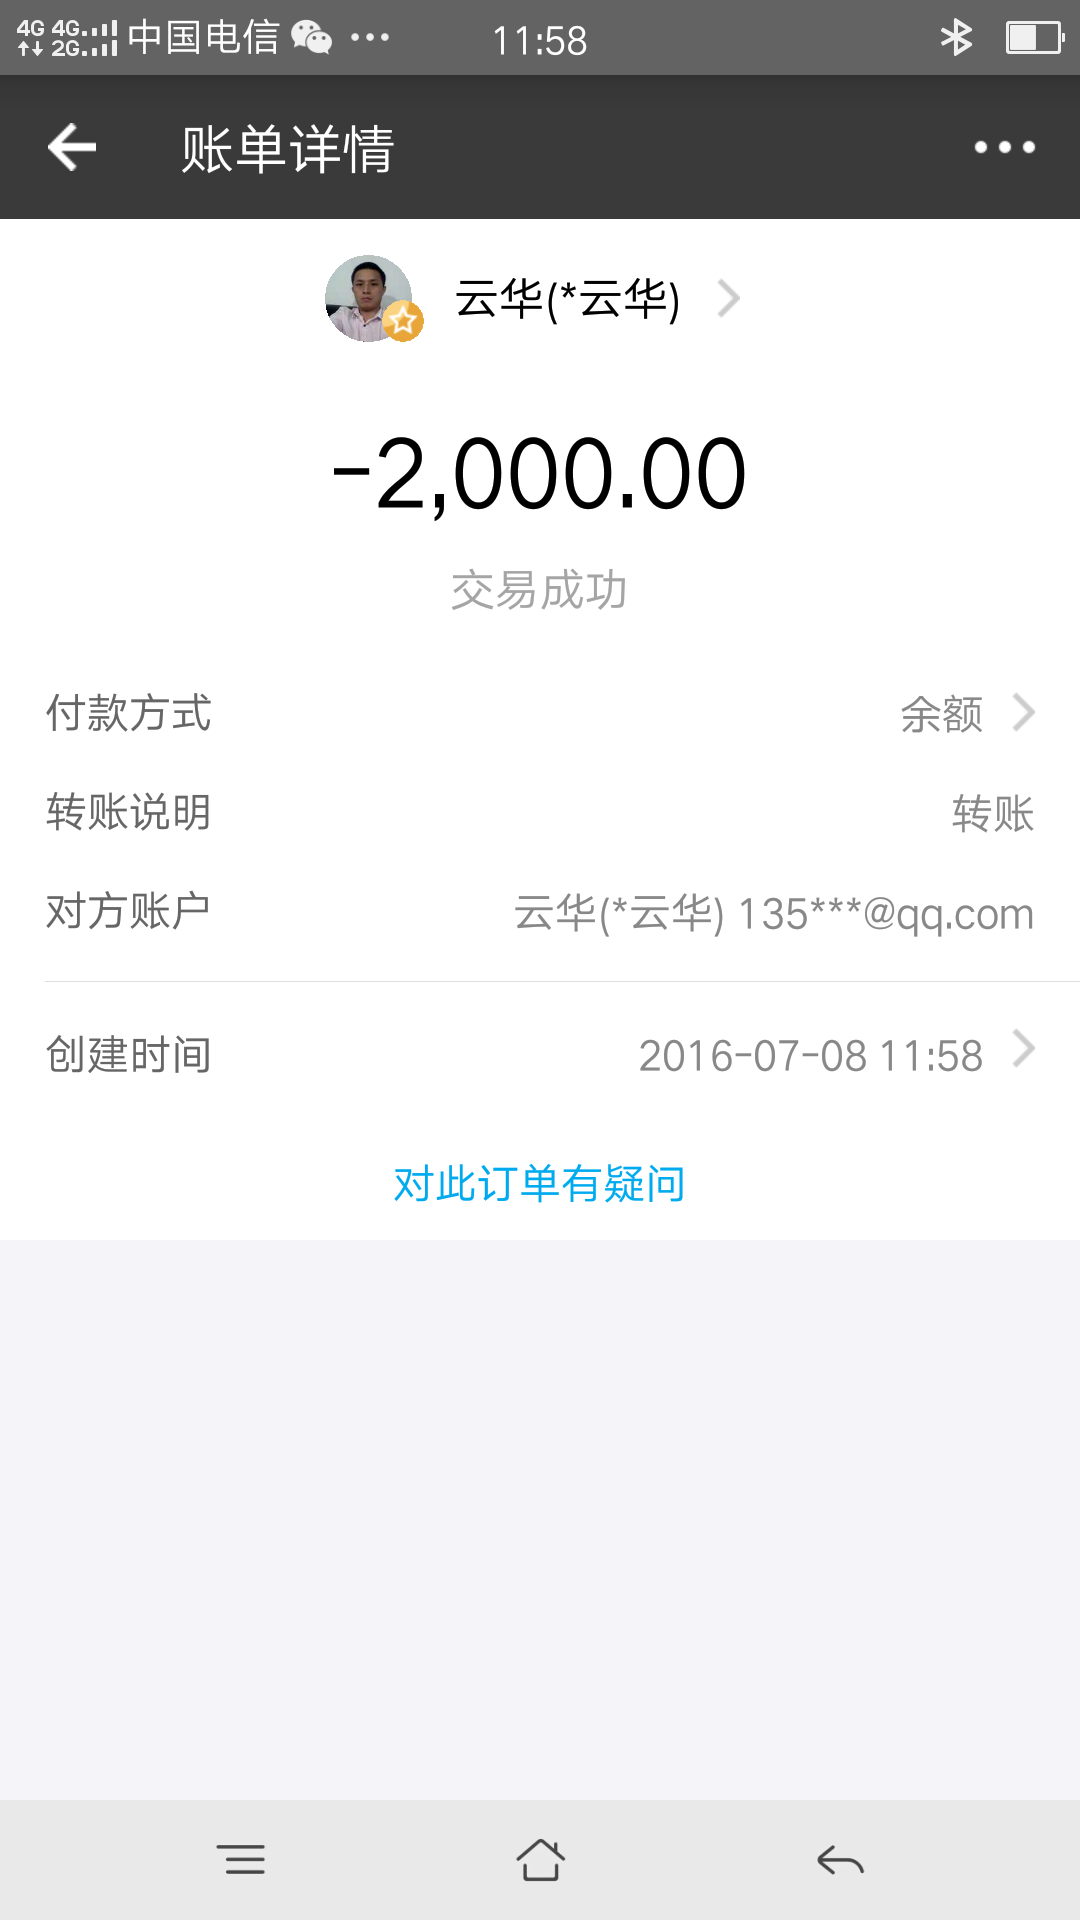 4G 4G 2G 中国电信 11:58
账单详情
云华(*云华)
-2,000.00
交易成功
付款方式 余额
转账说明 转账
对方账户 云华(*云华) 135***@qq.com
创建时间 2016-07-08 11:58
对此订单有疑问